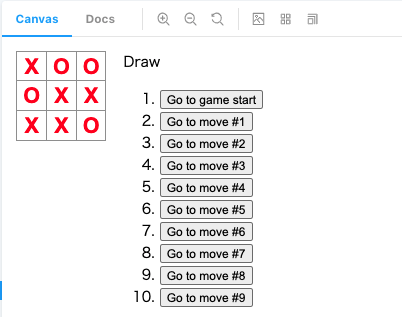 Canvas Docs
X O O
O X X
X X O
Draw
1. Go to game start
2. Go to move #1
3. Go to move #2
4. Go to move #3
5. Go to move #4
6. Go to move #5
7. Go to move #6
8. Go to move #7
9. Go to move #8
10. Go to move #9